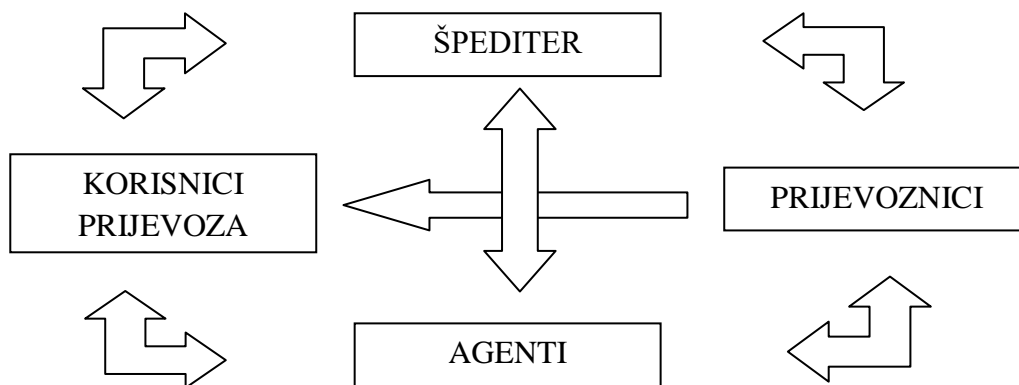 ŠPEDITER
KORISNICI
PRIJEVOZA
PRIJEVOZNICI
AGENTI